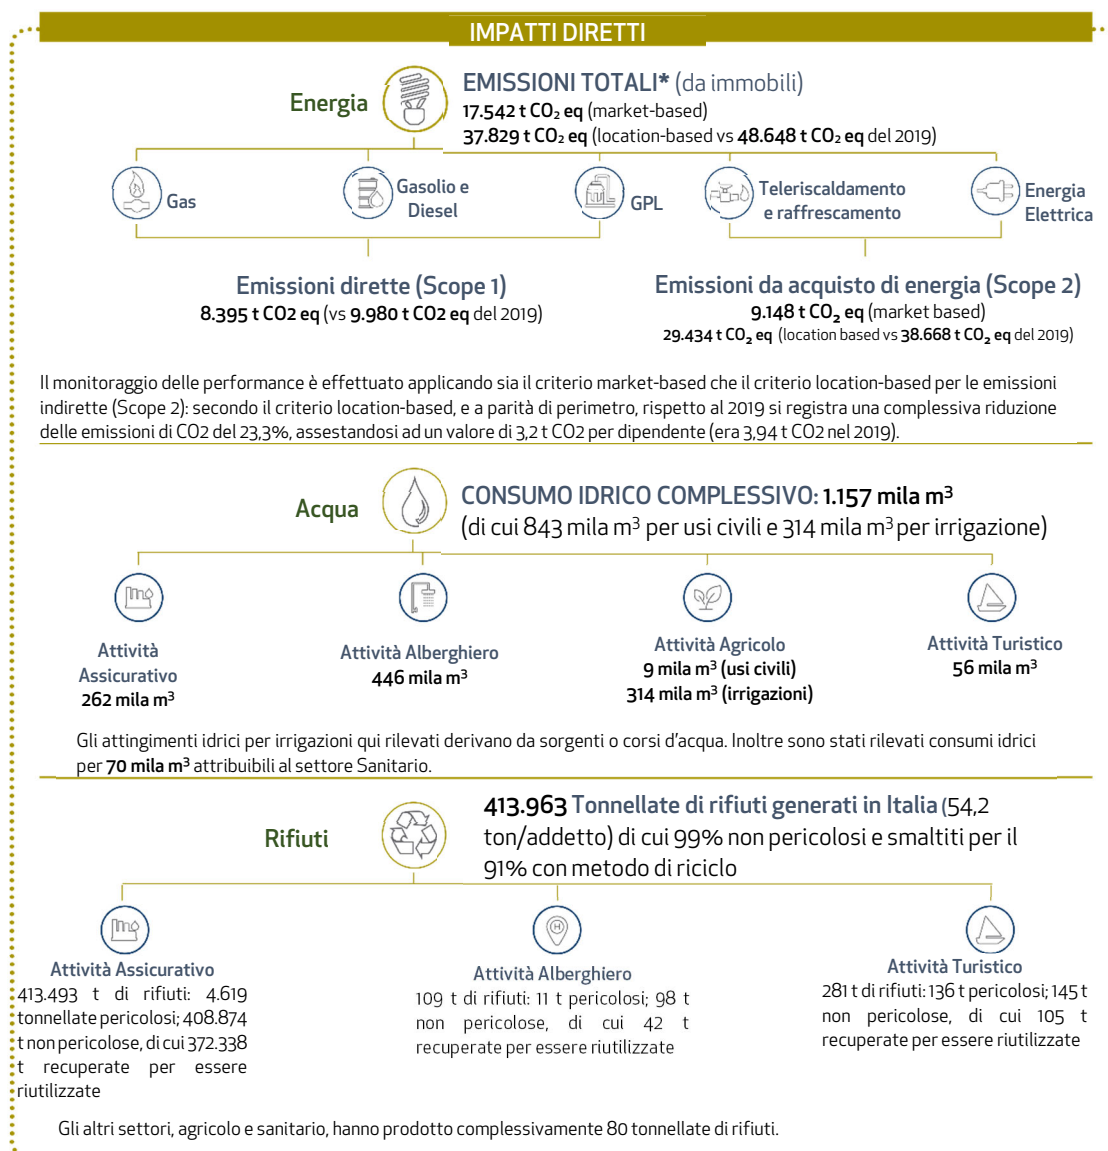 IMPATTI DIRETTI
Energia
EMISSIONI TOTALI* (da immobili)
17.542 t CO₂ eq (market-based)
37.829 t CO₂ eq (location-based vs 48.648 t CO₂ eq del 2019)
Gas
Gasolio e
Diesel
GPL
Teleriscaldamento
e raffrescamento
Energia
Elettrica
Emissioni dirette (Scope 1)
8.395 t CO2 eq (vs 9.980 t CO2 eq del 2019)
Emissioni da acquisto di energia (Scope 2)
9.148 t CO₂ eq (market based)
29.434 t CO₂ eq (location based vs 38.668 t CO₂ eq del 2019)
Il monitoraggio delle performance è effettuato applicando sia il criterio market-based che il criterio location-based per le emissioni
indirette (Scope 2): secondo il criterio location-based, e a parità di perimetro, rispetto al 2019 si registra una complessiva riduzione
delle emissioni di CO2 del 23,3%, assestandosi ad un valore di 3,2 t CO2 per dipendente (era 3,94 t CO2 nel 2019).
Acqua
CONSUMO IDRICO COMPLESSIVO: 1.157 mila m³
(di cui 843 mila m³ per usi civili e 314 mila m³ per irrigazione)
Attività
Assicurativo
262 mila m³
Attività Alberghiero
446 mila m³
Attività Agricolo
9 mila m³ (usi civili)
314 mila m³ (irrigazioni)
Attività Turistico
56 mila m³
Gli attingimenti idrici per irrigazioni qui rilevati derivano da sorgenti o corsi d'acqua. Inoltre sono stati rilevati consumi idrici
per 70 mila m³ attribuibili al settore Sanitario.
Rifiuti
413.963 Tonnellate di rifiuti generati in Italia (54,2
ton/addetto) di cui 99% non pericolosi e smaltiti per il
91% con metodo di riciclo
Attività Assicurativo
413.493 t di rifiuti: 4.619
tonnellate pericolosi; 408.874
t non pericolose, di cui 372.338
t recuperate per essere
riutilizzate
H
Attività Alberghiero
109 t di rifiuti: 11 t pericolosi; 98 t
non pericolose, di cui 42 t
recuperate per essere riutilizzate
Attività Turistico
281 t di rifiuti: 136 t pericolosi; 145 t
non pericolose, di cui 105 t
recuperate per essere riutilizzate
Gli altri settori, agricolo e sanitario, hanno prodotto complessivamente 80 tonnellate di rifiuti.